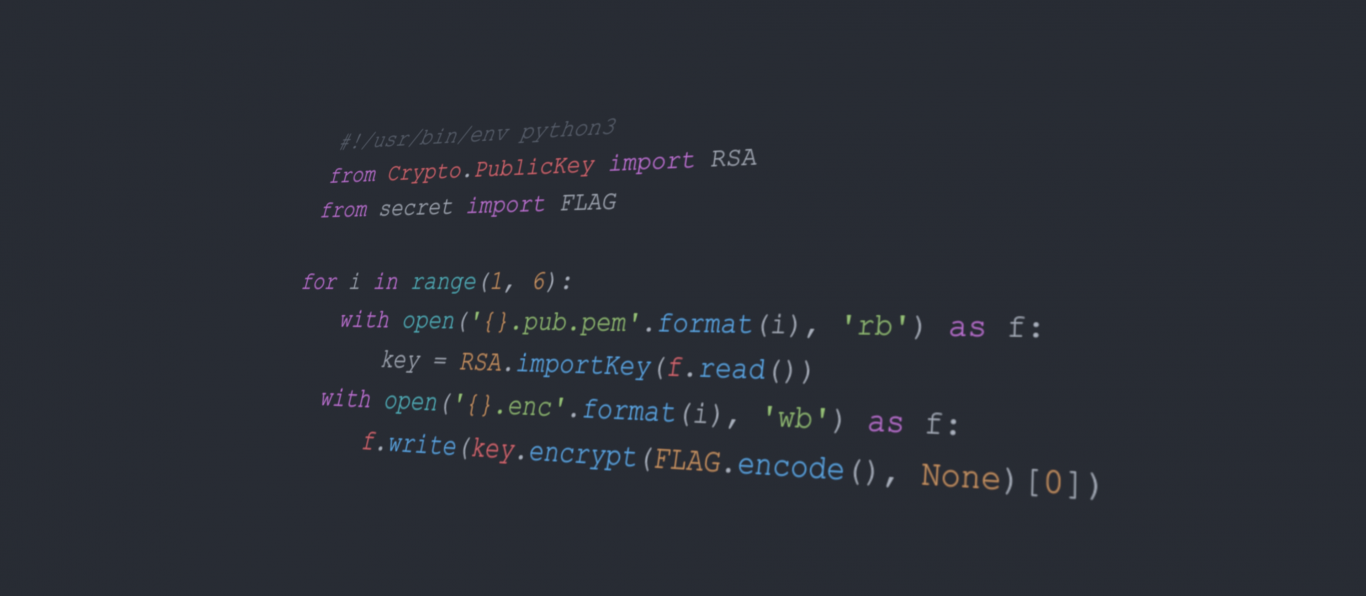 #!/usr/bin/env python3
from Crypto.PublicKey import RSA
from secret import FLAG
for i in range(1, 6):
with open('{}.pub.pem'.format(i), 'rb') as f:
key = RSA.importKey(f.read())
with open('{}.enc'.format(i), 'wb') as f:
f.write(key.encrypt(FLAG.encode(), None)[0])